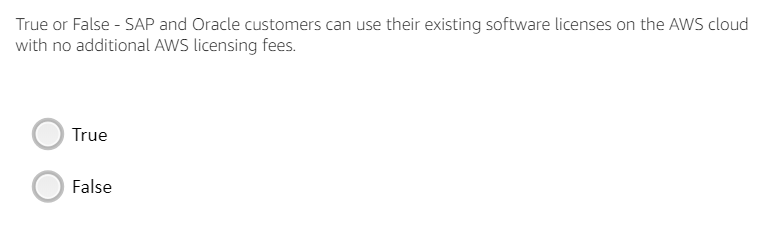 True or False - SAP and Oracle customers can use their existing software licenses on the AWS cloud
with no additional AWS licensing fees.
True
False